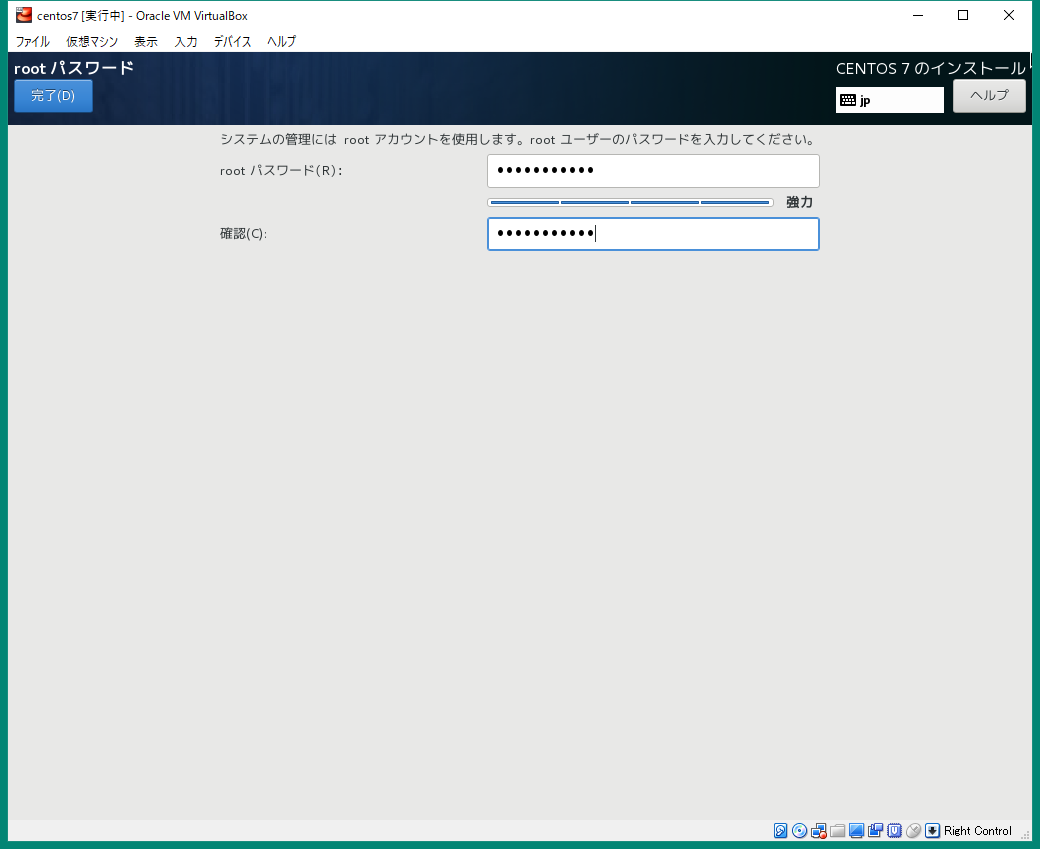 centos7 [実行中] - Oracle VM VirtualBox
ファイル 仮想マシン 表示 入力 デバイス ヘルプ
root パスワード
CENTOS 7 のインストール
完了(D)
jp
ヘルプ
システムの管理には root アカウントを使用します。root ユーザーのパスワードを入力してください。
root パスワード(R):
●●●●●●●●●●●
強力
確認(C):
●●●●●●●●●●●
Right Control